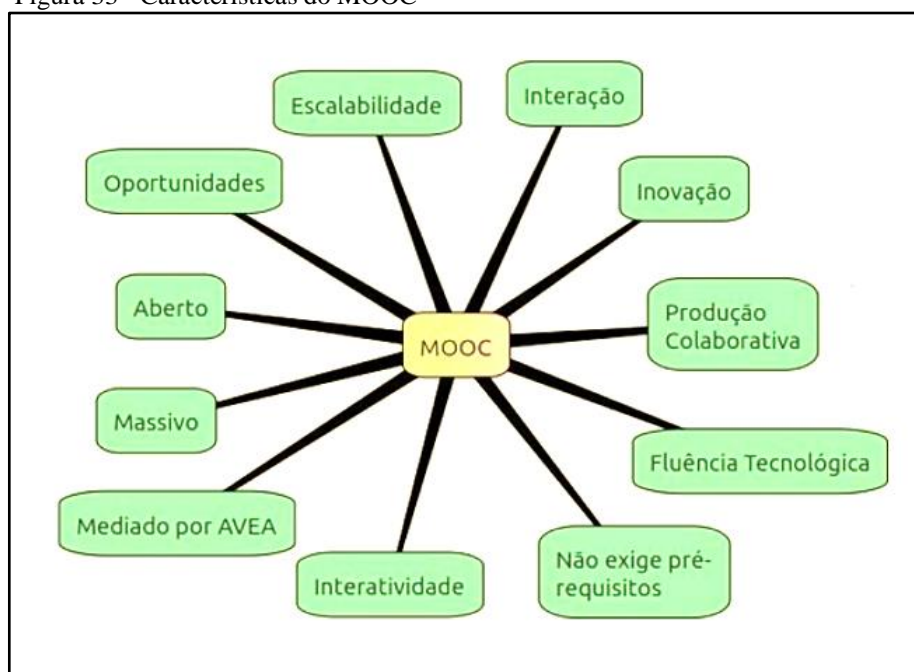 Figura 33 - Características do MOOC
Escalabilidade
Interação
Oportunidades
Inovação
Aberto
Produção
Colaborativa
MOOC
Massivo
Fluência Tecnológica
Mediado por AVEA
Interatividade
Não exige pré-
requisitos